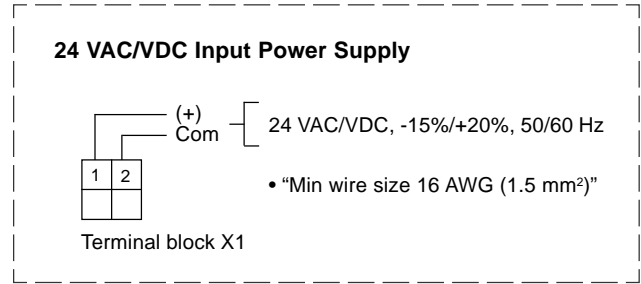 24 VAC/VDC Input Power Supply
(+)
Com
24 VAC/VDC, -15%/+20%, 50/60 Hz
1 2
• “Min wire size 16 AWG (1.5 mm²)”
Terminal block X1